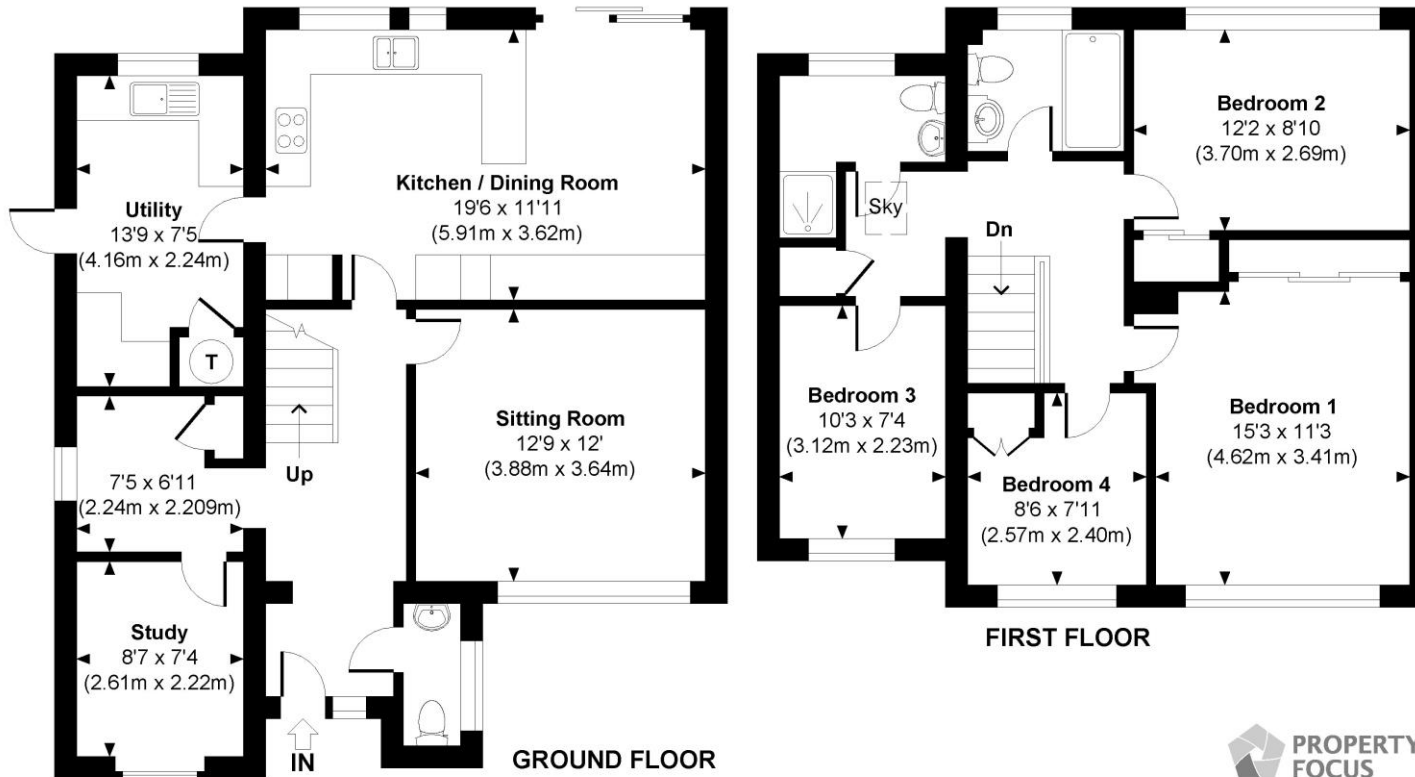 Utility
13'9 x 7'5
(4.16m x 2.24m)
T
Kitchen / Dining Room
19'6 x 11'11
(5.91m x 3.62m)
Sitting Room
12'9 x 12'
(3.88m x 3.64m)
Up
7'5 x 6'11
(2.24m x 2.209m)
Study
8'7 x 7'4
(2.61m x 2.22m)
IN
GROUND FLOOR
Bedroom 2
12'2 x 8'10
(3.70m x 2.69m)
Sky
Dn
Bedroom 3
10'3 x 7'4
(3.12m x 2.23m)
Bedroom 4
8'6 x 7'11
(2.57m x 2.40m)
Bedroom 1
15'3 x 11'3
(4.62m x 3.41m)
FIRST FLOOR
PROPERTY
FOCUS